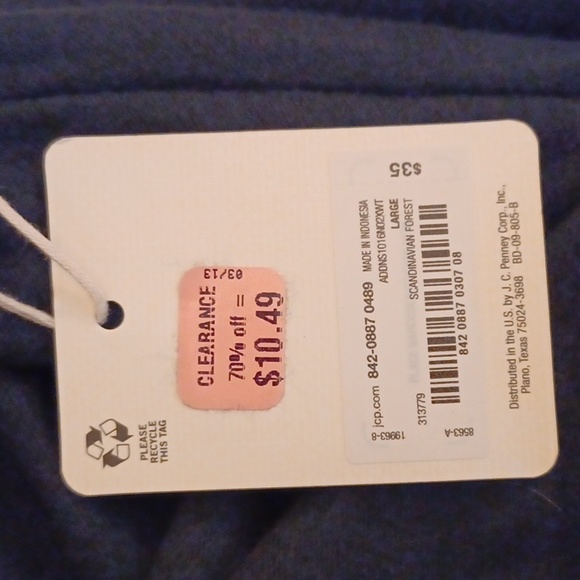 PLEASE
RECYCLE
THIS TAG
CLEARANCE 03/13
70% off =
$10.49
$35
jcp.com 842-0887 0489 MADE IN INDONESIA
ADDNS1016N02XWT
LARGE
SCANDINAVIAN FOREST
313779
842 0887 0307 08
19963-8
8563-A
Distributed in the U.S. by J. C. Penney Corp., Inc.,
Plano, Texas 75024-3698 BD-09-805-B